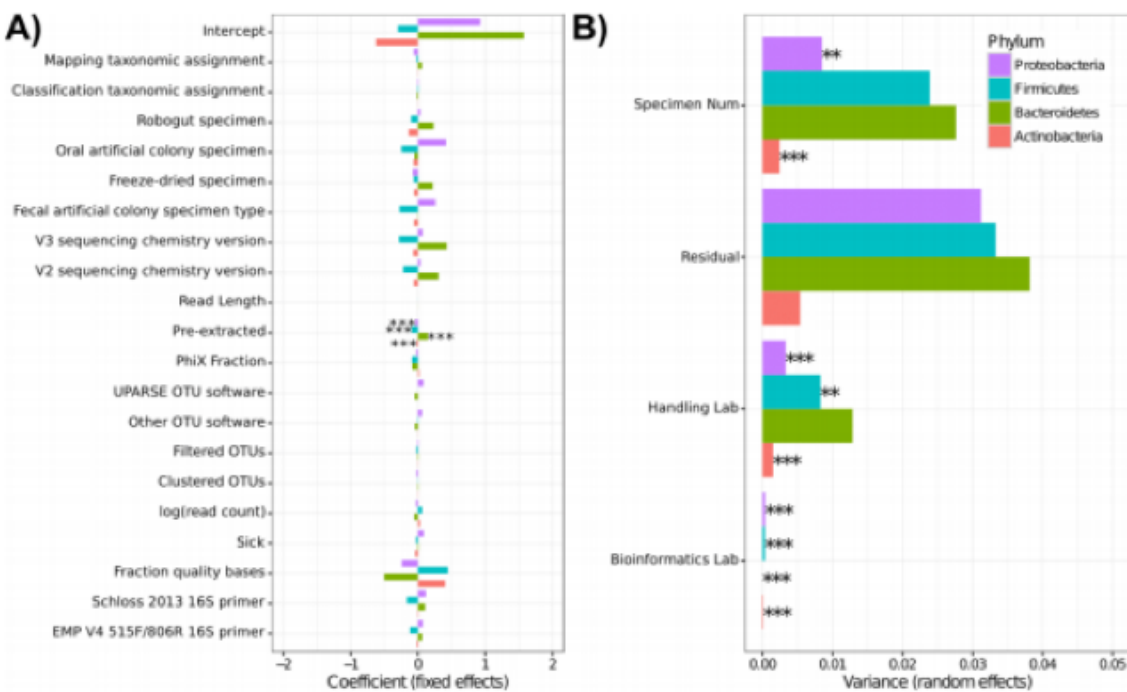 A)
Intercept
Mapping taxonomic assignment
Classification taxonomic assignment
Robogut specimen
Oral artificial colony specimen
Freeze-dried specimen
Fecal artificial colony specimen type
V3 sequencing chemistry version
V2 sequencing chemistry version
Read Length
Pre-extracted
***
***
***
***
PhiX Fraction
UPARSE OTU software
Other OTU software
Filtered OTUs
Clustered OTUs
log(read count)
Sick
Fraction quality bases
Schloss 2013 16S primer
EMP V4 515F/806R 16S primer
−2 −1 0 1 2
Coefficient (fixed effects)
B)
Phylum
Proteobacteria
Firmicutes
Bacteroidetes
Actinobacteria
Specimen Num
**
***
Residual
Handling Lab
***
**
***
Bioinformatics Lab
***
***
***
***
0.00 0.01 0.02 0.03 0.04 0.05
Variance (random effects)